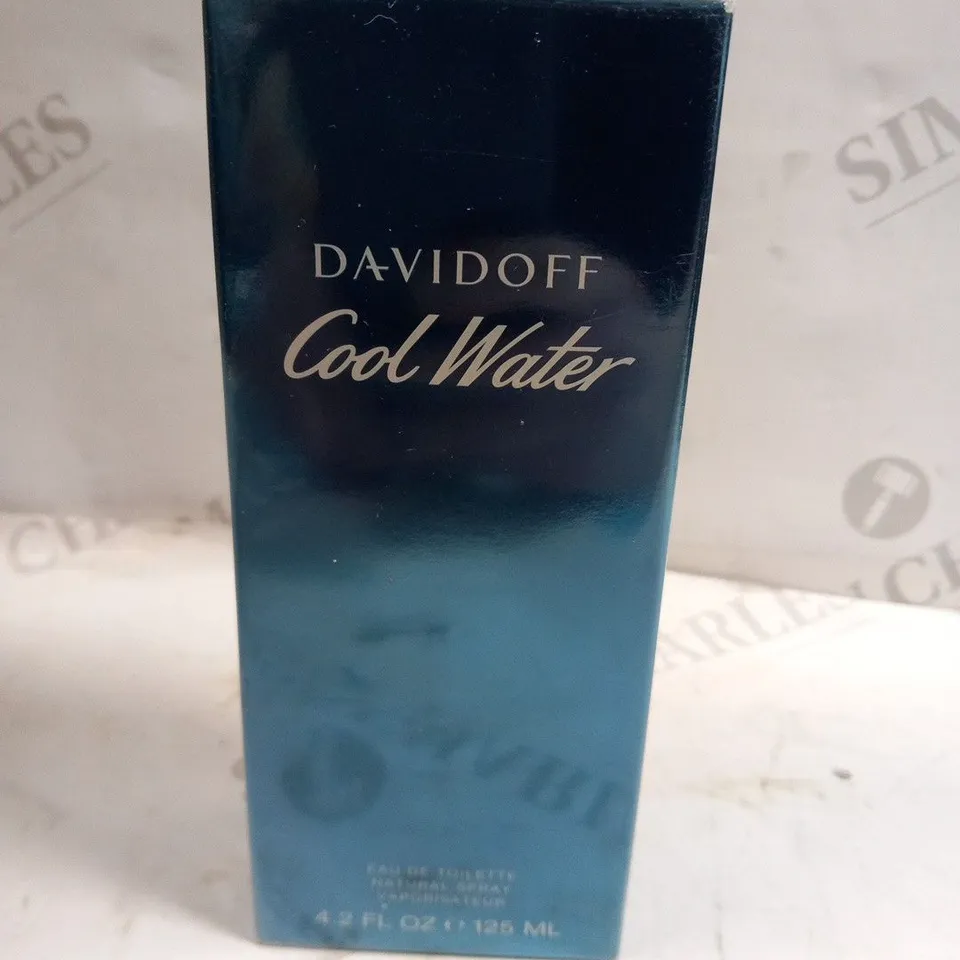 DAVIDOFF
Cool Water
EAU DE TOILETTE
NATURAL SPRAY
VAPORISATEUR
4.2 FL OZ ℮ 125 ML